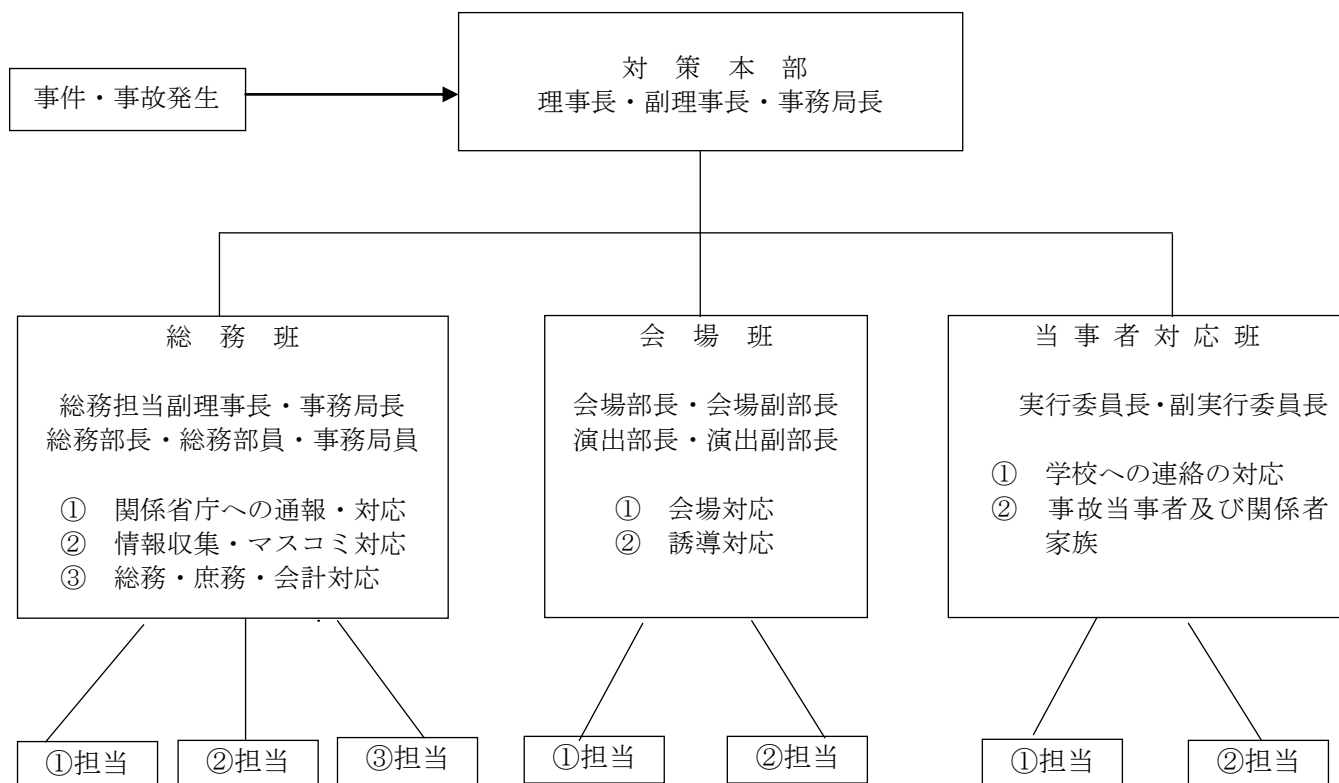 事件・事故発生
対　策　本　部
理事長・副理事長・事務局長
総　務　班
総務担当副理事長・事務局長
総務部長・総務部員・事務局員
①　関係省庁への通報・対応
②　情報収集・マスコミ対応
③　総務・庶務・会計対応
会　場　班
会場部長・会場副部長
演出部長・演出副部長
①　会場対応
②　誘導対応
当 事 者 対 応 班
実行委員長・副実行委員長
①　学校への連絡の対応
②　事故当事者及び関係者
家族
①担当
②担当
③担当
①担当
②担当
①担当
②担当